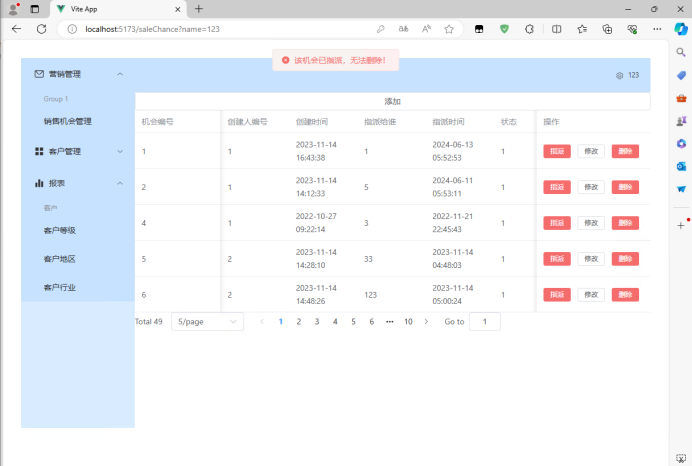 Vite App
localhost:5173/saleChance?name=123
该机会已指派，无法删除！
营销管理
123
Group 1
销售机会管理
客户管理
报表
客户
客户等级
客户地区
客户行业
添加
机会编号 创建人编号 创建时间 指派给谁 指派时间 状态 操作
1 1 2023-11-14 16:43:38 1 2024-06-13 05:52:53 1 指派 修改 删除
2 1 2023-11-14 14:12:33 5 2024-06-11 05:53:11 1 指派 修改 删除
4 1 2022-10-27 09:22:14 3 2022-11-21 22:45:43 1 指派 修改 删除
5 2 2023-11-14 14:28:10 33 2023-11-14 04:48:03 1 指派 修改 删除
6 2 2023-11-14 14:48:26 123 2023-11-14 05:00:24 1 指派 修改 删除
Total 49 5/page 1 2 3 4 5 6 ••• 10 Go to 1